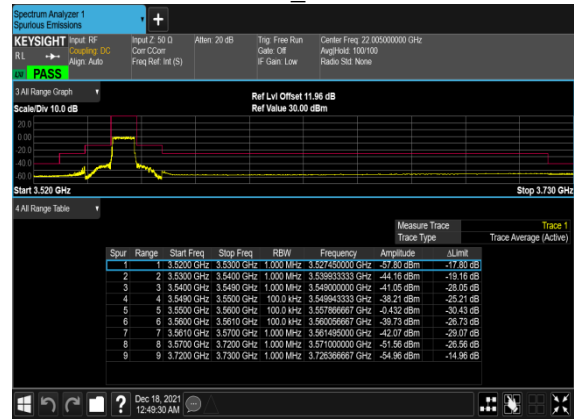 Spectrum Analyzer 1
Spurious Emissions
KEYSIGHT Input: RF
RL
Coupling: DC
Align: Auto
Input Z: 50 Ω
Corr CCorr
Freq Ref: Int (S)
Atten: 20 dB
Trig: Free Run
Gate: Off
IF Gain: Low
Center Freq: 22.005000000 GHz
Avg|Hold: 100/100
Radio Std: None
PASS
3 All Range Graph
Scale/Div 10.0 dB
Ref Lvl Offset 11.96 dB
Ref Value 30.00 dBm
20.0
0.00
-20.0
-40.0
-60.0
Start 3.520 GHz
Stop 3.730 GHz
4 All Range Table
Measure Trace Trace 1
Trace Type Trace Average (Active)
Spur Range Start Freq Stop Freq RBW Frequency Amplitude ΔLimit
1 1 3.5200 GHz 3.5300 GHz 1.000 MHz 3.527450000 GHz -57.80 dBm -17.80 dB
2 2 3.5300 GHz 3.5400 GHz 1.000 MHz 3.539933333 GHz -44.16 dBm -19.16 dB
3 3 3.5400 GHz 3.5490 GHz 1.000 MHz 3.549000000 GHz -41.05 dBm -28.05 dB
4 4 3.5490 GHz 3.5500 GHz 100.0 kHz 3.549943333 GHz -38.21 dBm -25.21 dB
5 5 3.5500 GHz 3.5600 GHz 100.0 kHz 3.557866667 GHz -0.432 dBm -30.43 dB
6 6 3.5600 GHz 3.5610 GHz 100.0 kHz 3.560056667 GHz -39.73 dBm -26.73 dB
7 7 3.5610 GHz 3.5700 GHz 1.000 MHz 3.561495000 GHz -42.07 dBm -29.07 dB
8 8 3.5700 GHz 3.7200 GHz 1.000 MHz 3.571000000 GHz -51.56 dBm -26.56 dB
9 9 3.7200 GHz 3.7300 GHz 1.000 MHz 3.726366667 GHz -54.96 dBm -14.96 dB
Dec 18, 2021
12:49:30 AM